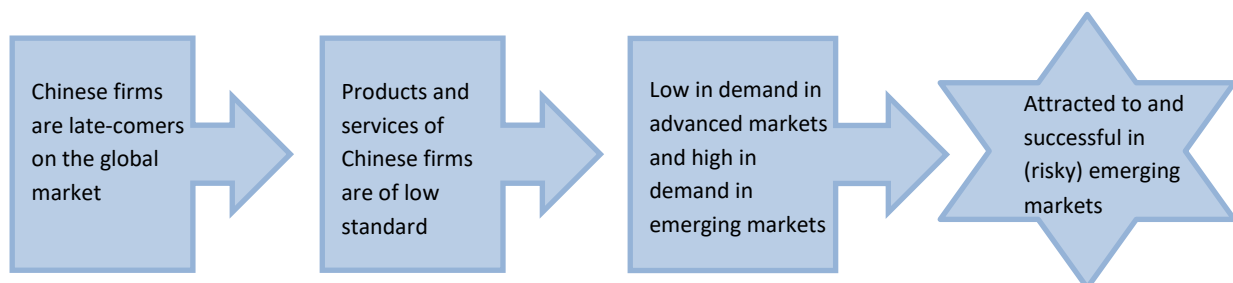 Chinese firms
are late-comers
on the global
market
Products and
services of
Chinese firms
are of low
standard
Low in demand in
advanced markets
and high in
demand in
emerging markets
Attracted to and
successful in
(risky) emerging
markets